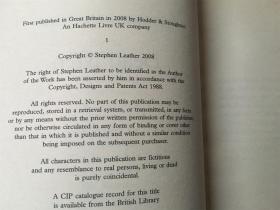 First published in Great Britain in 2008 by Hodder & Stoughton
An Hachette Livre UK company
1
Copyright © Stephen Leather 2008
The right of Stephen Leather to be identified as the Author
of the Work has been asserted by him in accordance with the
Copyright, Designs and Patents Act 1988.
All rights reserved. No part of this publication may be
reproduced, stored in a retrieval system, or transmitted, in any form
or by any means without the prior written permission of the publisher,
nor be otherwise circulated in any form of binding or cover other
than that in which it is published and without a similar condition
being imposed on the subsequent purchaser.
All characters in this publication are fictitious
and any resemblance to real persons, living or dead
is purely coincidental.
A CIP catalogue record for this title
is available from the British Library